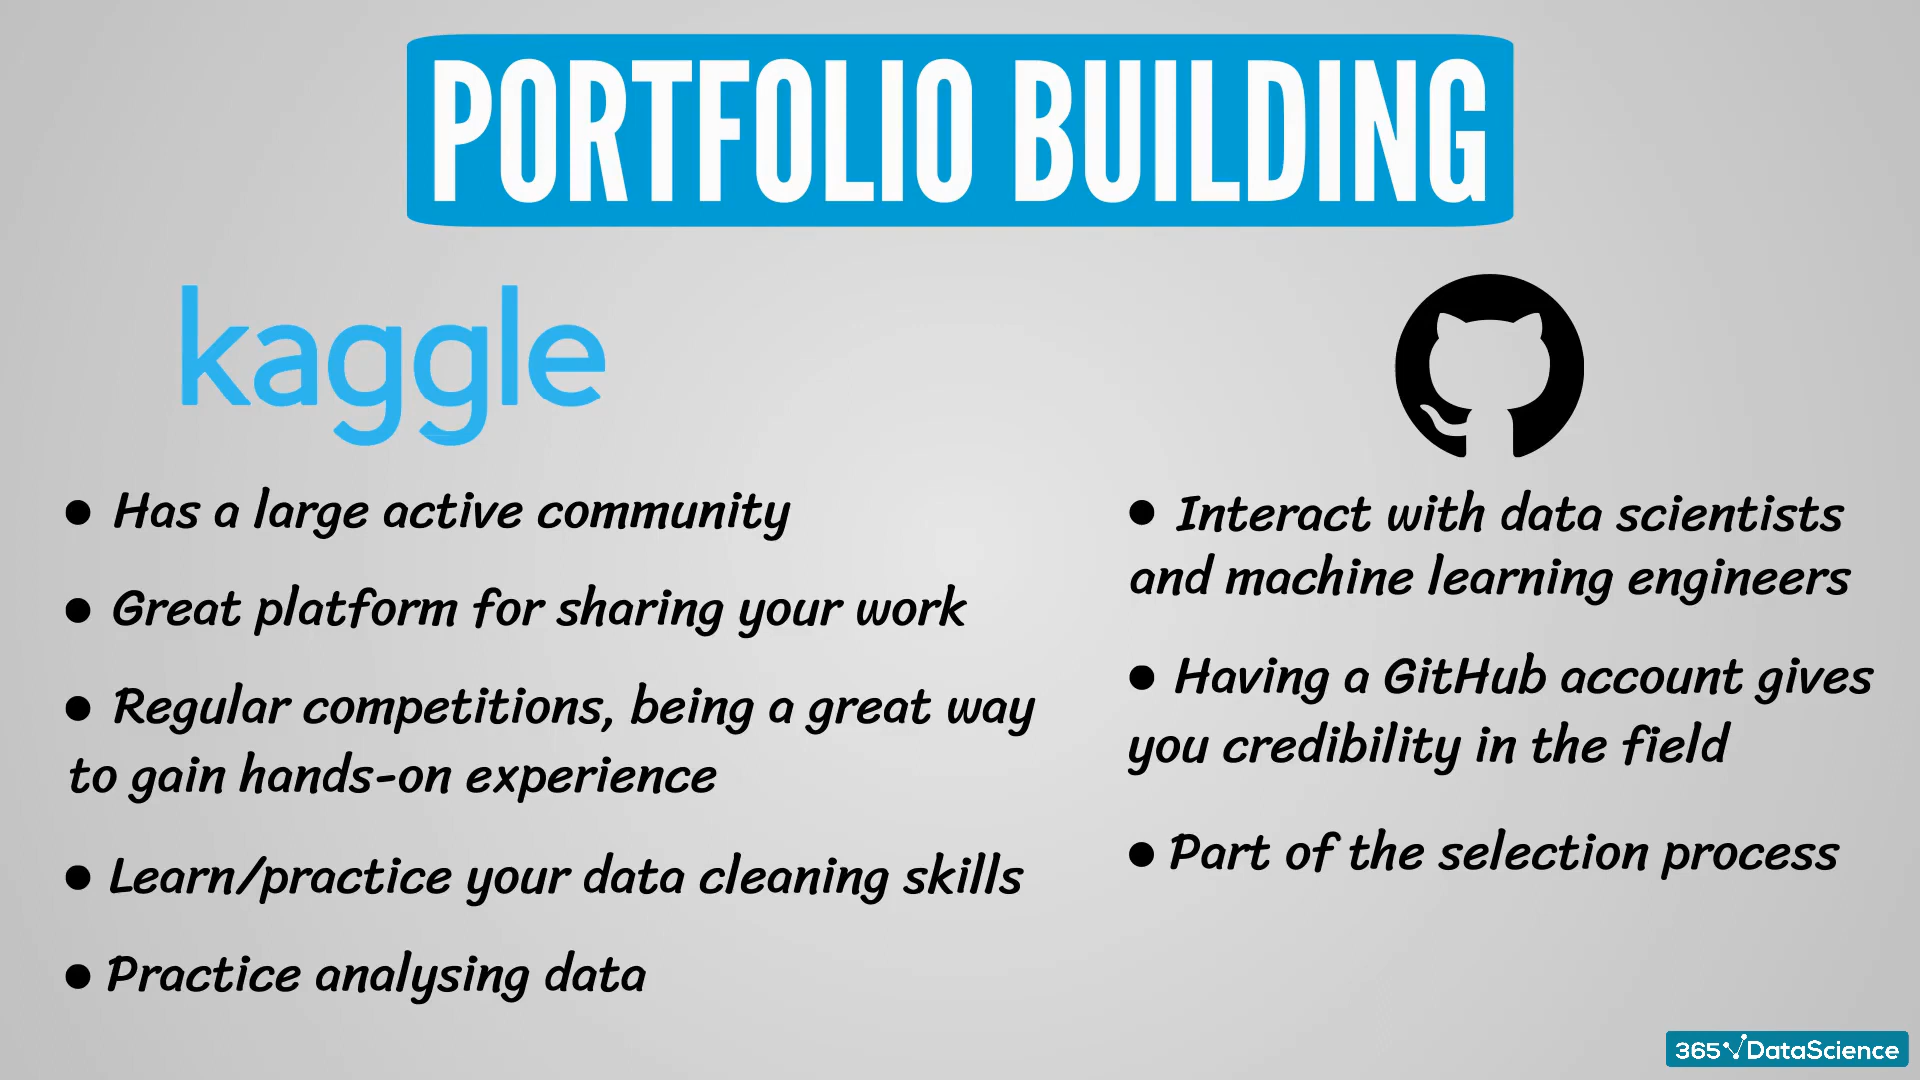 PORTFOLIO BUILDING
kaggle
● Has a large active community
● Great platform for sharing your work
● Regular competitions, being a great way
to gain hands-on experience
● Learn/practice your data cleaning skills
● Practice analysing data
● Interact with data scientists
and machine learning engineers
● Having a GitHub account gives
you credibility in the field
● Part of the selection process
365 DataScience